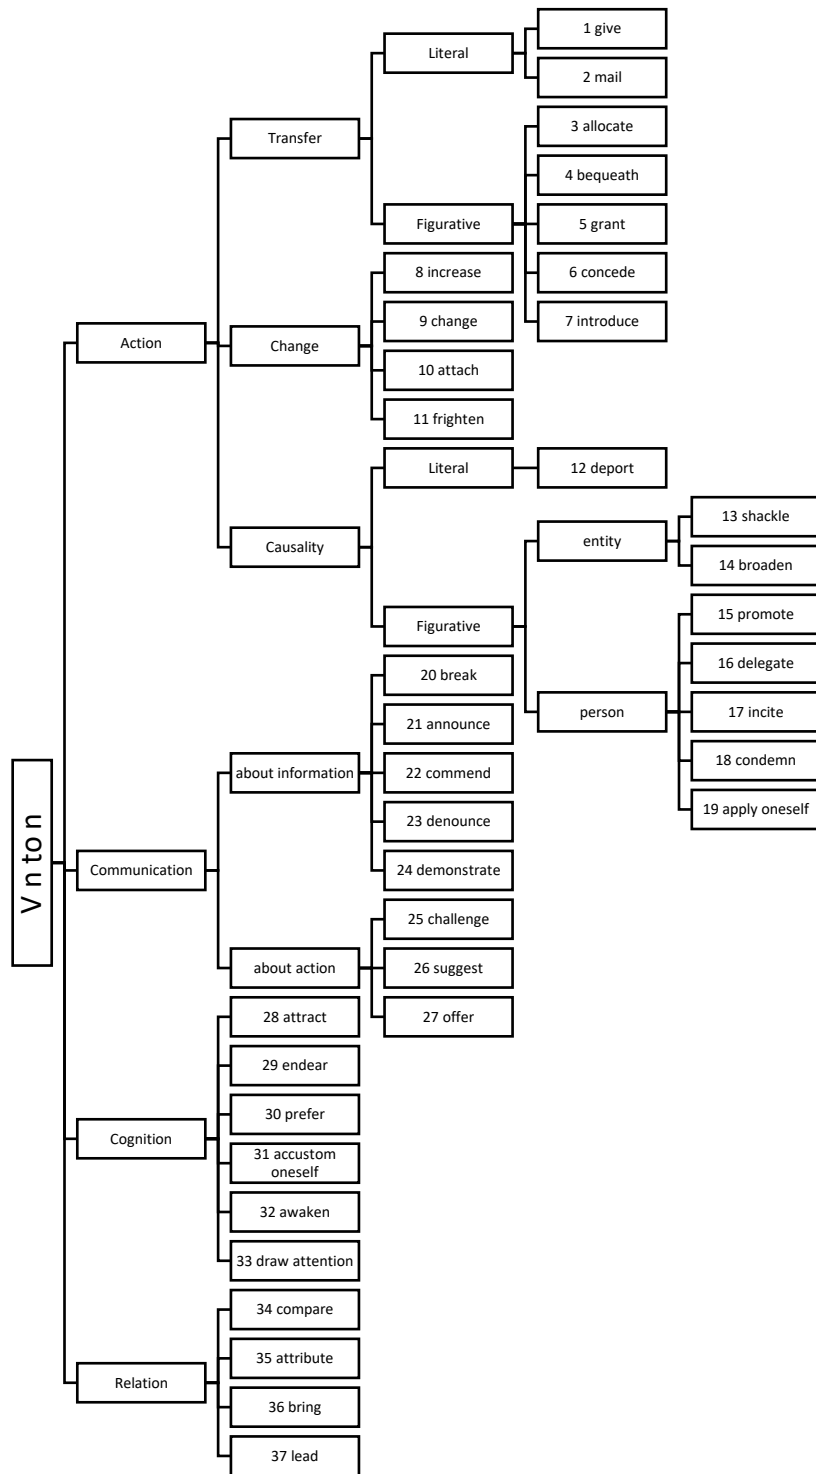 V n to n
Action
Transfer
Literal
1 give
2 mail
Figurative
3 allocate
4 bequeath
5 grant
6 concede
7 introduce
Change
8 increase
9 change
10 attach
11 frighten
Causality
Literal
12 deport
Figurative
entity
13 shackle
14 broaden
person
15 promote
16 delegate
17 incite
18 condemn
19 apply oneself
Communication
about information
20 break
21 announce
22 commend
23 denounce
24 demonstrate
about action
25 challenge
26 suggest
27 offer
Cognition
28 attract
29 endear
30 prefer
31 accustom
oneself
32 awaken
33 draw attention
Relation
34 compare
35 attribute
36 bring
37 lead